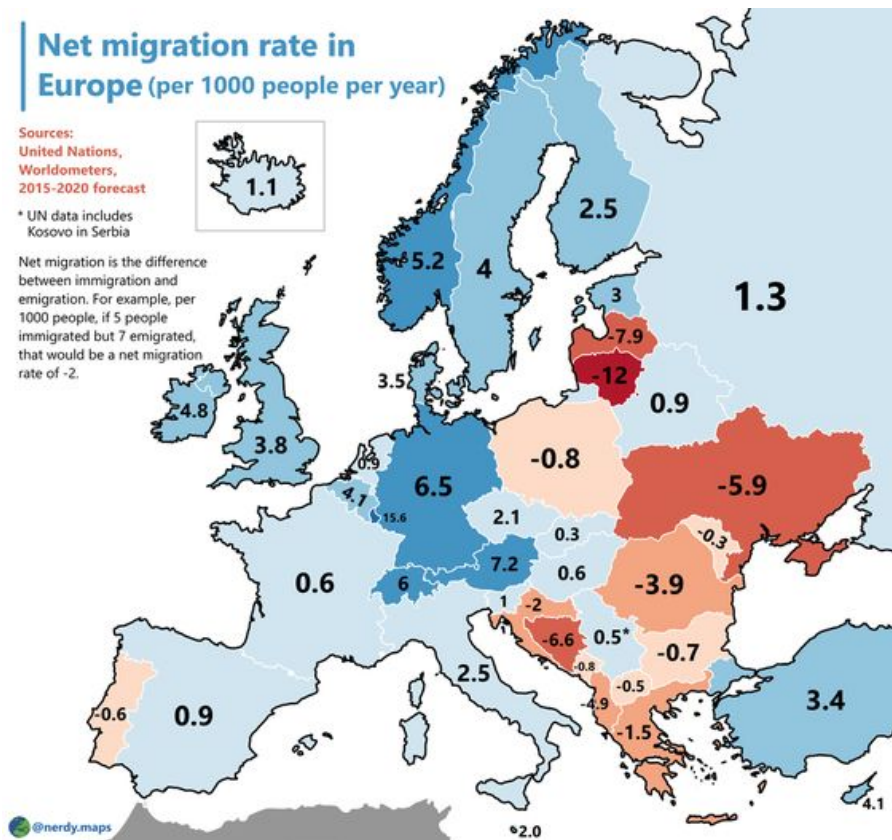 Net migration rate in
Europe (per 1000 people per year)
Sources:
United Nations,
Worldometers,
2015-2020 forecast
* UN data includes
Kosovo in Serbia
Net migration is the difference
between immigration and
emigration. For example, per
1000 people, if 5 people
immigrated but 7 emigrated,
that would be a net migration
rate of -2.
1.1
5.2
4
2.5
3
1.3
-7.9
-12
3.5
0.9
4.8
3.8
0.9
6.5
-0.8
-5.9
4.1
15.6
2.1
0.3
-0.3
0.6
6
7.2
0.6
-3.9
1
-2
-6.6
0.5*
-0.7
-0.8
-0.5
2.5
-4.9
-1.5
3.4
-0.6
0.9
4.1
2.0
@nerdy.maps